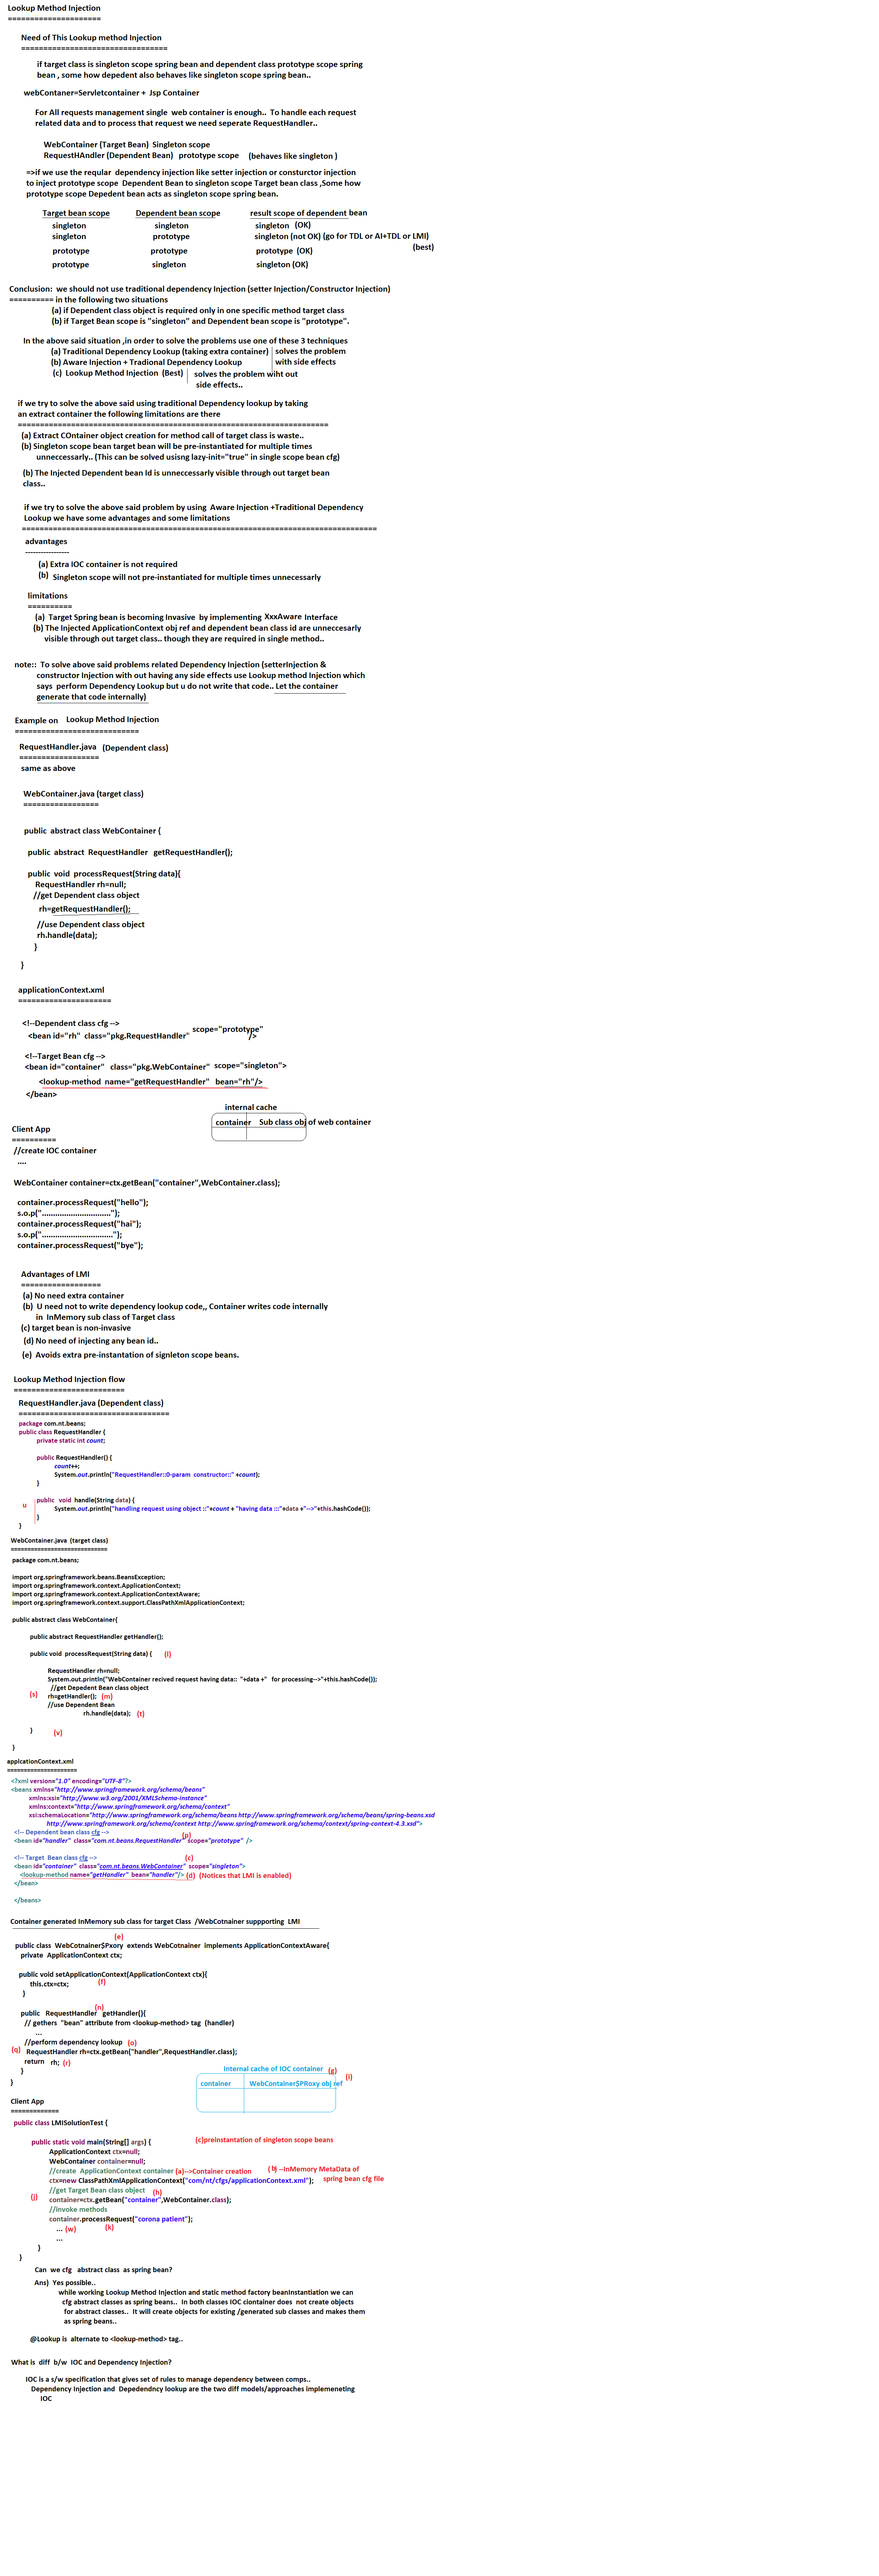 Lookup Method Injection
=====================
Need of This Lookup method Injection
=================================
if target class is singleton scope spring bean and dependent class prototype scope spring
bean , some how depedent also behaves like singleton scope spring bean..
webContaner=Servletcontainer + Jsp Container
For All requests management single web container is enough.. To handle each request
related data and to process that request we need seperate RequestHandler..
WebContainer (Target Bean) Singleton scope
RequestHAndler (Dependent Bean) prototype scope (behaves like singleton )
=>if we use the reqular dependency injection like setter injection or consturctor injection
to inject prototype scope Dependent Bean to singleton scope Target bean class ,Some how
prototype scope Depedent bean acts as singleton scope spring bean.
Target bean scope Dependent bean scope result scope of dependent bean
singleton singleton singleton (OK)
singleton prototype singleton (not OK) (go for TDL or AI+TDL or LMI)
(best)
prototype prototype prototype (OK)
prototype singleton singleton (OK)
Conclusion: we should not use traditional dependency Injection (setter Injection/Constructor Injection)
========== in the following two situations
(a) if Dependent class object is required only in one specific method target class
(b) if Target Bean scope is "singleton" and Dependent bean scope is "prototype".
In the above said situation ,in order to solve the problems use one of these 3 techniques
(a) Traditional Dependency Lookup (taking extra container) solves the problem
(b) Aware Injection + Tradional Dependency Lookup with side effects
(c) Lookup Method Injection (Best) solves the problem wiht out
side effects..
if we try to solve the above said using traditional Dependency lookup by taking
an extract container the following limitations are there
======================================================================
(a) Extract COntainer object creation for method call of target class is waste..
(b) Singleton scope bean target bean will be pre-instantiated for multiple times
unneccessarly.. (This can be solved usisng lazy-init="true" in single scope bean cfg)
(b) The Injected Dependent bean Id is unneccessarly visible through out target bean
class..
if we try to solve the above said problem by using Aware Injection +Traditional Dependency
Lookup we have some advantages and some limitations
================================================================================
advantages
-----------------
(a) Extra IOC container is not required
(b) Singleton scope will not pre-instantiated for multiple times unnecessarly
limitations
==========
(a) Target Spring bean is becoming Invasive by implementing XxxAware Interface
(b) The Injected ApplicationContext obj ref and dependent bean class id are unneccesarly
visible through out target class.. though they are required in single method..
note:: To solve above said problems related Dependency Injection (setterInjection &
constructor Injection with out having any side effects use Lookup method Injection which
says perform Dependency Lookup but u do not write that code.. Let the container
generate that code internally)
Example on Lookup Method Injection
============================
RequestHandler.java (Dependent class)
==================
same as above
WebContainer.java (target class)
=================
public abstract class WebContainer {
public abstract RequestHandler getRequestHandler();
public void processRequest(String data){
RequestHandler rh=null;
//get Dependent class object
rh=getRequestHandler();
//use Dependent class object
rh.handle(data);
}
}
applicationContext.xml
=====================
<!--Dependent class cfg -->
<bean id="rh" class="pkg.RequestHandler" scope="prototype" />
<!--Target Bean cfg -->
<bean id="container" class="pkg.WebContainer" scope="singleton">
<lookup-method name="getRequestHandler" bean="rh"/>
</bean>
internal cache
container Sub class obj of web container
Client App
==========
//create IOC container
....
WebContainer container=ctx.getBean("container",WebContainer.class);
container.processRequest("hello");
s.o.p("...............................");
container.processRequest("hai");
s.o.p("................................");
container.processRequest("bye");
Advantages of LMI
==================
(a) No need extra container
(b) U need not to write dependency lookup code,, Container writes code internally
in InMemory sub class of Target class
(c) target bean is non-invasive
(d) No need of injecting any bean id..
(e) Avoids extra pre-instantation of signleton scope beans.
Lookup Method Injection flow
=========================
RequestHandler.java (Dependent class)
==================================
package com.nt.beans;
public class RequestHandler {
private static int count;
public RequestHandler() {
count++;
System.out.println("RequestHandler::0-param constructor::" +count);
}
public void handle(String data) {
u
System.out.println("handling request using object ::"+count + "having data :::"+data +"-->"+this.hashCode());
}
}
WebContainer.java (target class)
=============================
package com.nt.beans;
import org.springframework.beans.BeansException;
import org.springframework.context.ApplicationContext;
import org.springframework.context.ApplicationContextAware;
import org.springframework.context.support.ClassPathXmlApplicationContext;
public abstract class WebContainer{
public abstract RequestHandler getHandler();
public void processRequest(String data) { (l)
RequestHandler rh=null;
System.out.println("WebContainer recived request having data:: "+data +" for processing-->"+this.hashCode());
//get Depedent Bean class object
(s) rh=getHandler(); (m)
//use Dependent Bean
rh.handle(data); (t)
} (v)
}
applcationContext.xml
=====================
<?xml version="1.0" encoding="UTF-8"?>
<beans xmlns="http://www.springframework.org/schema/beans"
xmlns:xsi="http://www.w3.org/2001/XMLSchema-instance"
xmlns:context="http://www.springframework.org/schema/context"
xsi:schemaLocation="http://www.springframework.org/schema/beans http://www.springframework.org/schema/beans/spring-beans.xsd
http://www.springframework.org/schema/context http://www.springframework.org/schema/context/spring-context-4.3.xsd">
<!-- Dependent bean class cfg --> (p)
<bean id="handler" class="com.nt.beans.RequestHandler" scope="prototype" />
<!-- Target Bean class cfg --> (c)
<bean id="container" class="com.nt.beans.WebContainer" scope="singleton">
<lookup-method name="getHandler" bean="handler"/> (d) (Notices that LMI is enabled)
</bean>
</beans>
Container generated InMemory sub class for target Class /WebCotnainer suppporting LMI
(e)
public class WebCotnainer$Pxory extends WebCotnainer implements ApplicationContextAware{
private ApplicationContext ctx;
public void setApplicationContext(ApplicationContext ctx){
this.ctx=ctx; (f)
}
(n)
public RequestHandler getHandler(){
// gethers "bean" attribute from <lookup-method> tag (handler)
...
//perform dependency lookup (o)
(q) RequestHandler rh=ctx.getBean("handler",RequestHandler.class);
return rh; (r)
}
}
Internal cache of IOC container (g)
container WebContainer$PRoxy obj ref (i)
Client App
=============
public class LMISolutionTest {
public static void main(String[] args) { (c)preinstantation of singleton scope beans
ApplicationContext ctx=null;
WebContainer container=null;
//create ApplicationContext container (a)-->Container creation (b) --InMemory MetaData of
ctx=new ClassPathXmlApplicationContext("com/nt/cfgs/applicationContext.xml"); spring bean cfg file
//get Target Bean class object (h)
(j) container=ctx.getBean("container",WebContainer.class);
//invoke methods
container.processRequest("corona patient");
... (w) (k)
...
}
}
Can we cfg abstract class as spring bean?
Ans) Yes possible..
while working Lookup Method Injection and static method factory beanInstantiation we can
cfg abstract classes as spring beans.. In both classes IOC ciontainer does not create objects
for abstract classes.. It will create objects for existing /generated sub classes and makes them
as spring beans..
@Lookup is alternate to <lookup-method> tag..
What is diff b/w IOC and Dependency Injection?
IOC is a s/w specification that gives set of rules to manage dependency between comps..
Dependency Injection and Depedendncy lookup are the two diff models/approaches implemeneting
IOC